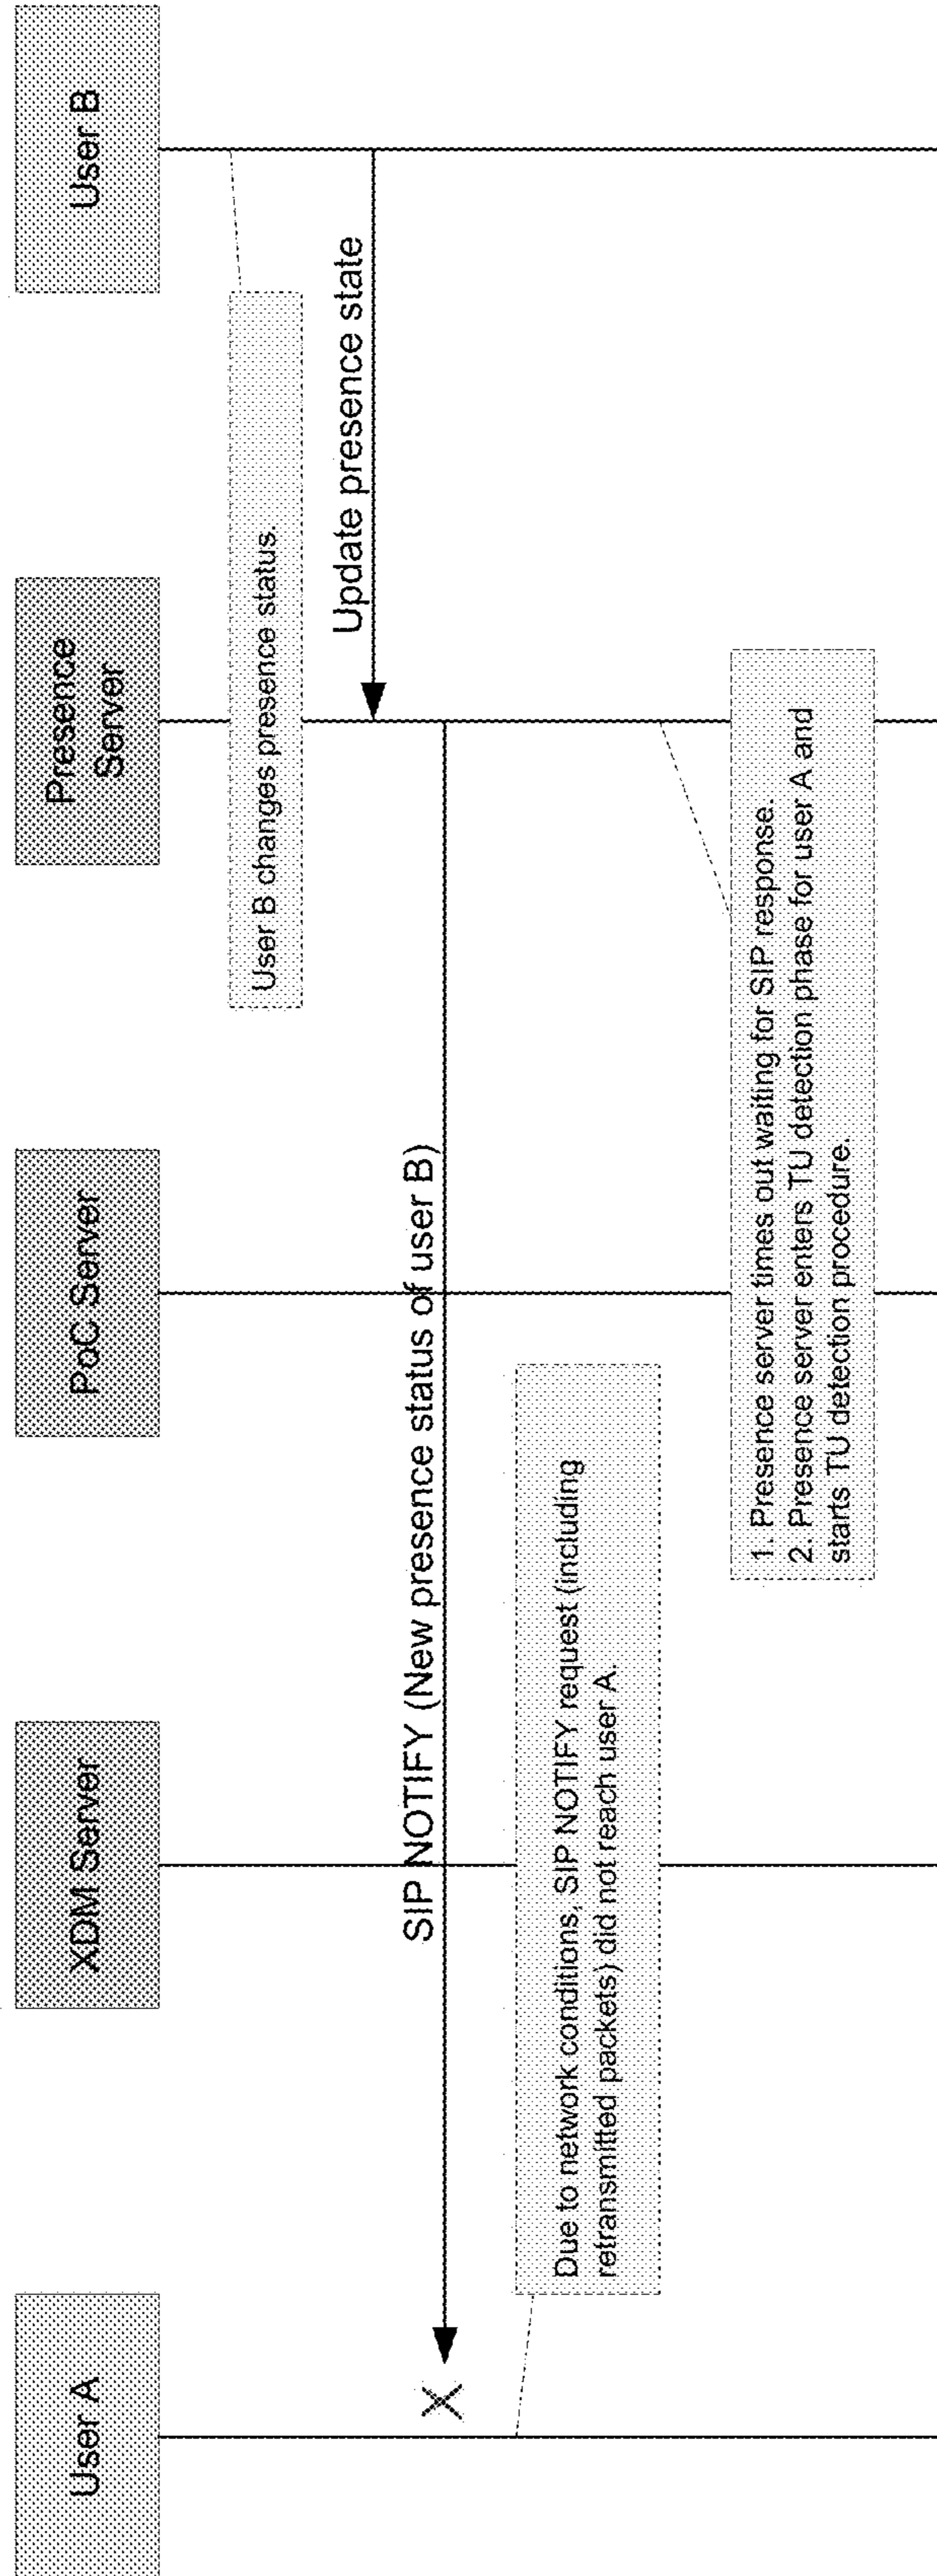 User A
XDM Server
PoC Server
Presence
Server
User B
User B changes presence status.
Update presence state
SIP NOTIFY (New presence status of user B)
X
Due to network conditions, SIP NOTIFY request (including
retransmitted packets) did not reach user A.
1. Presence server times out waiting for SIP response.
2. Presence server enters TU detection phase for user A and
starts TU detection procedure.